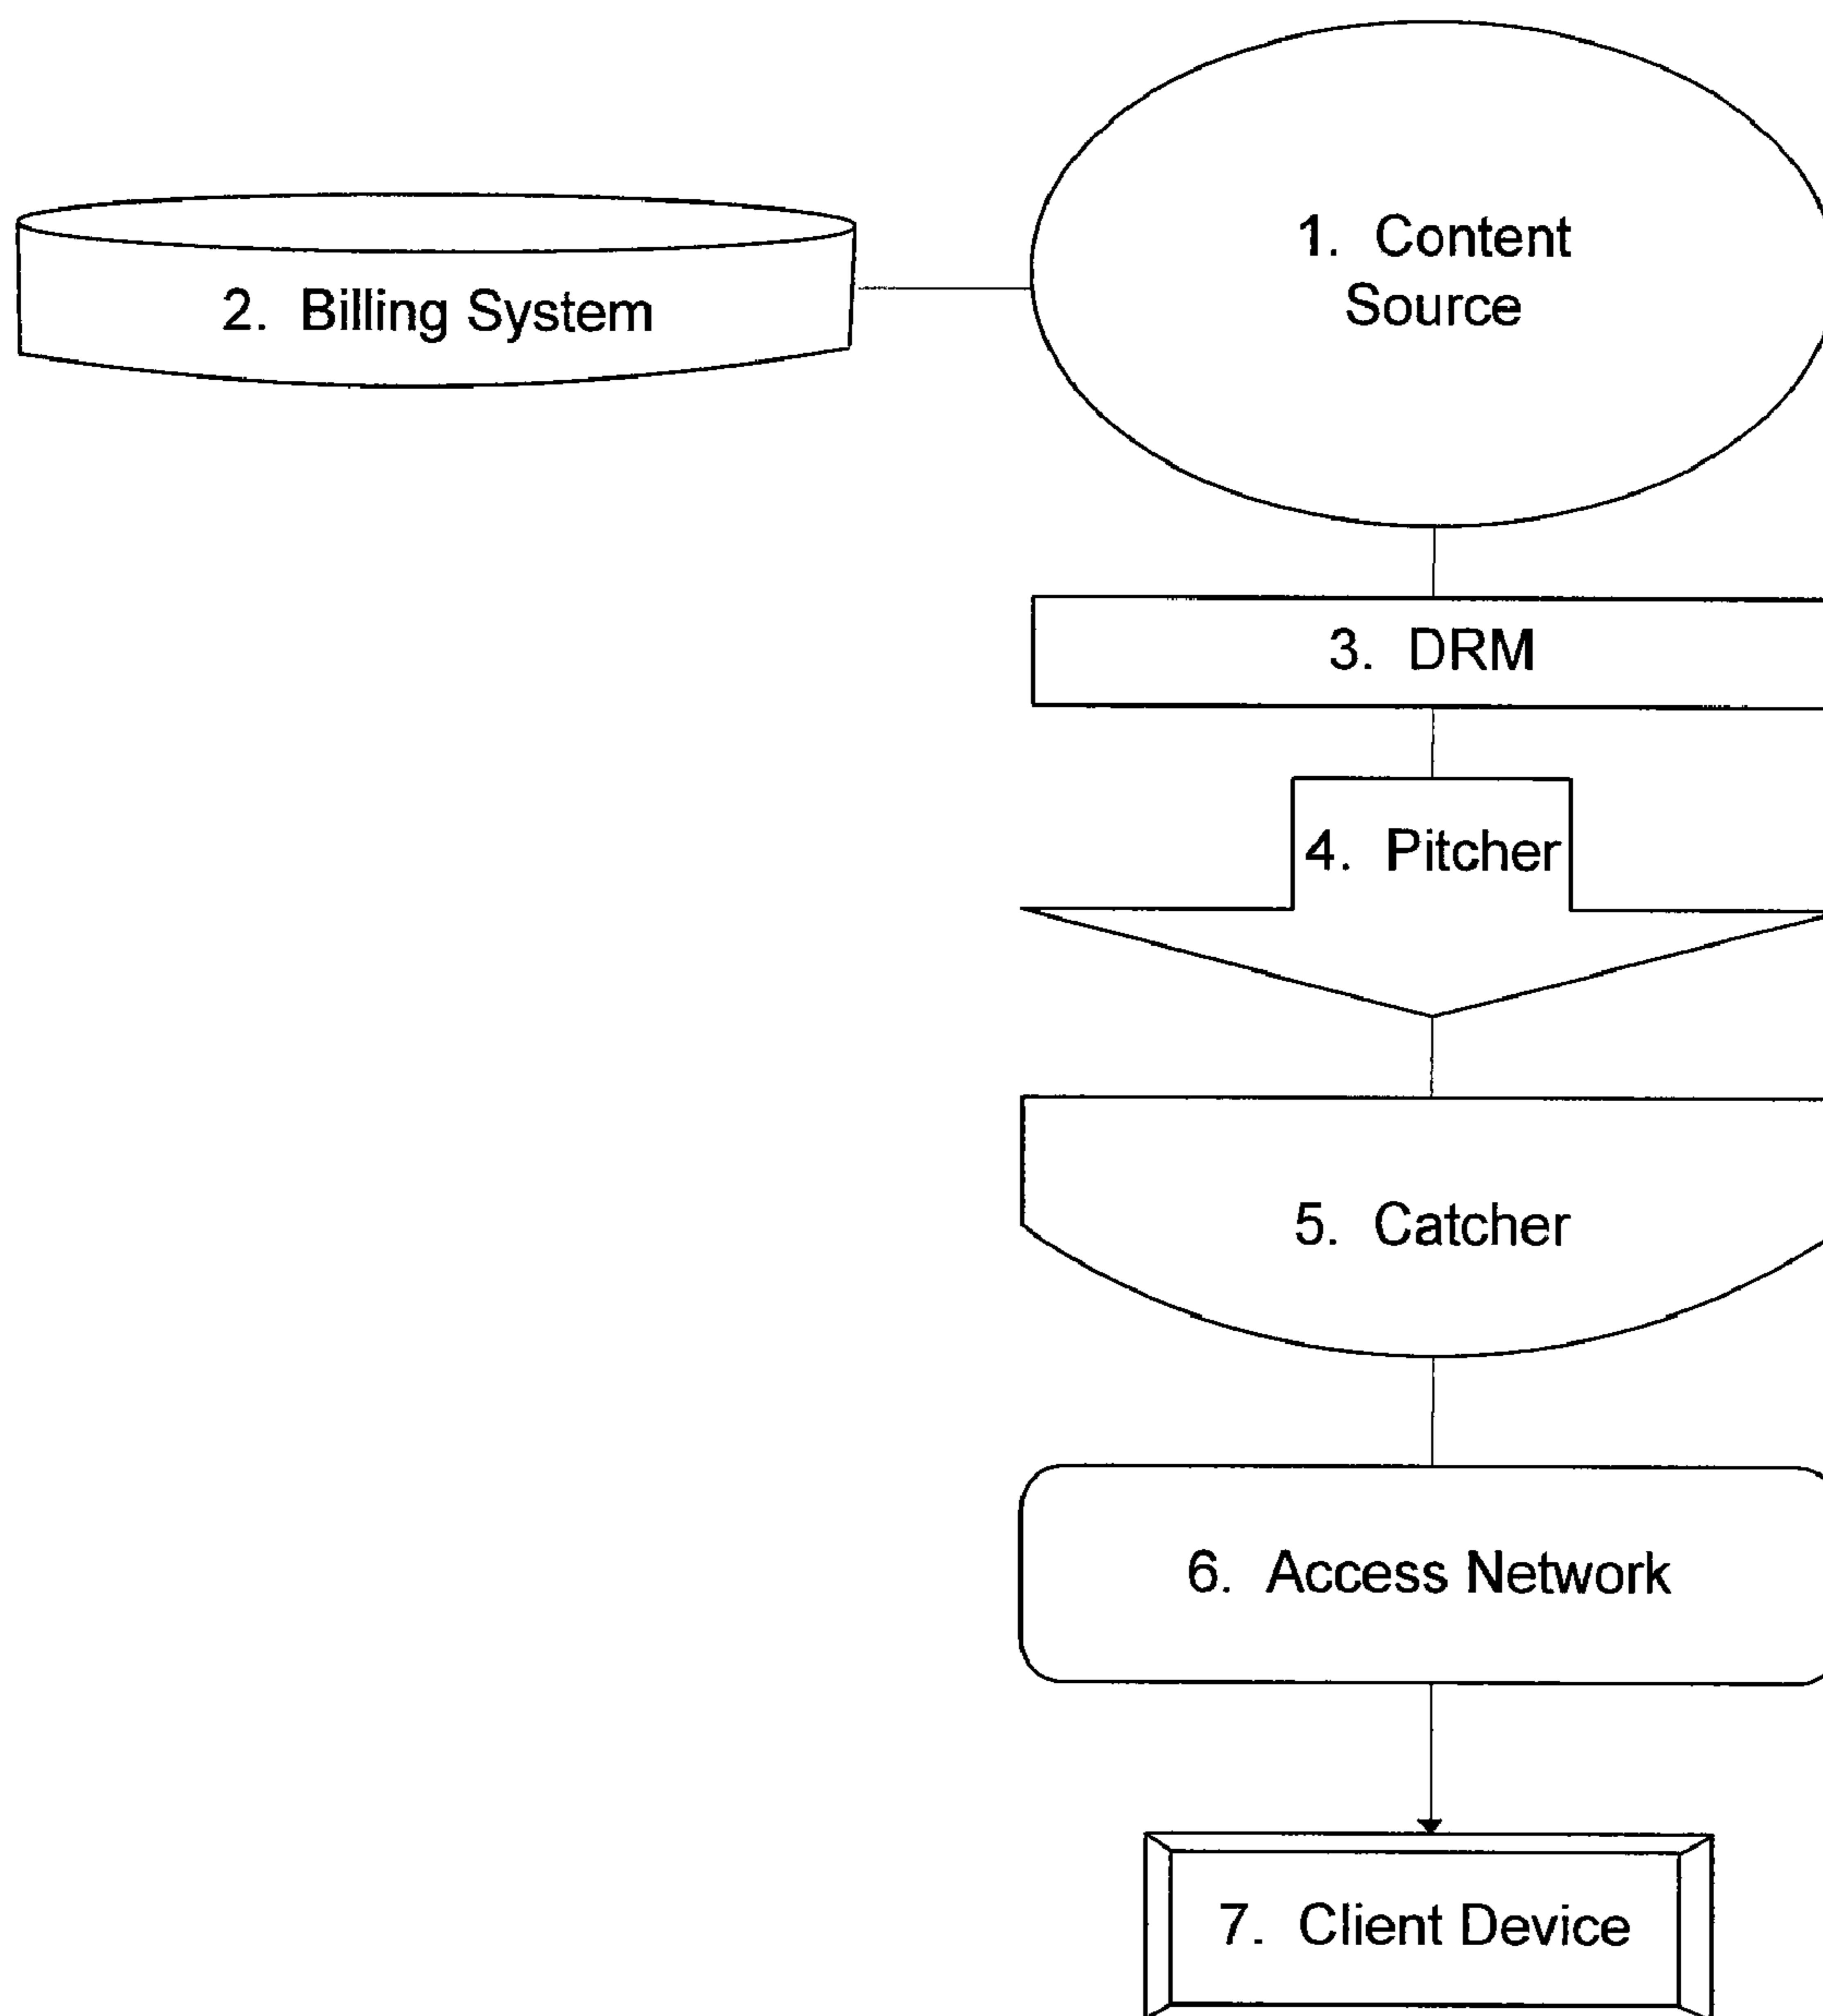 1. Content
Source
2. Billing System
3. DRM
4. Pitcher
5. Catcher
6. Access Network
7. Client Device